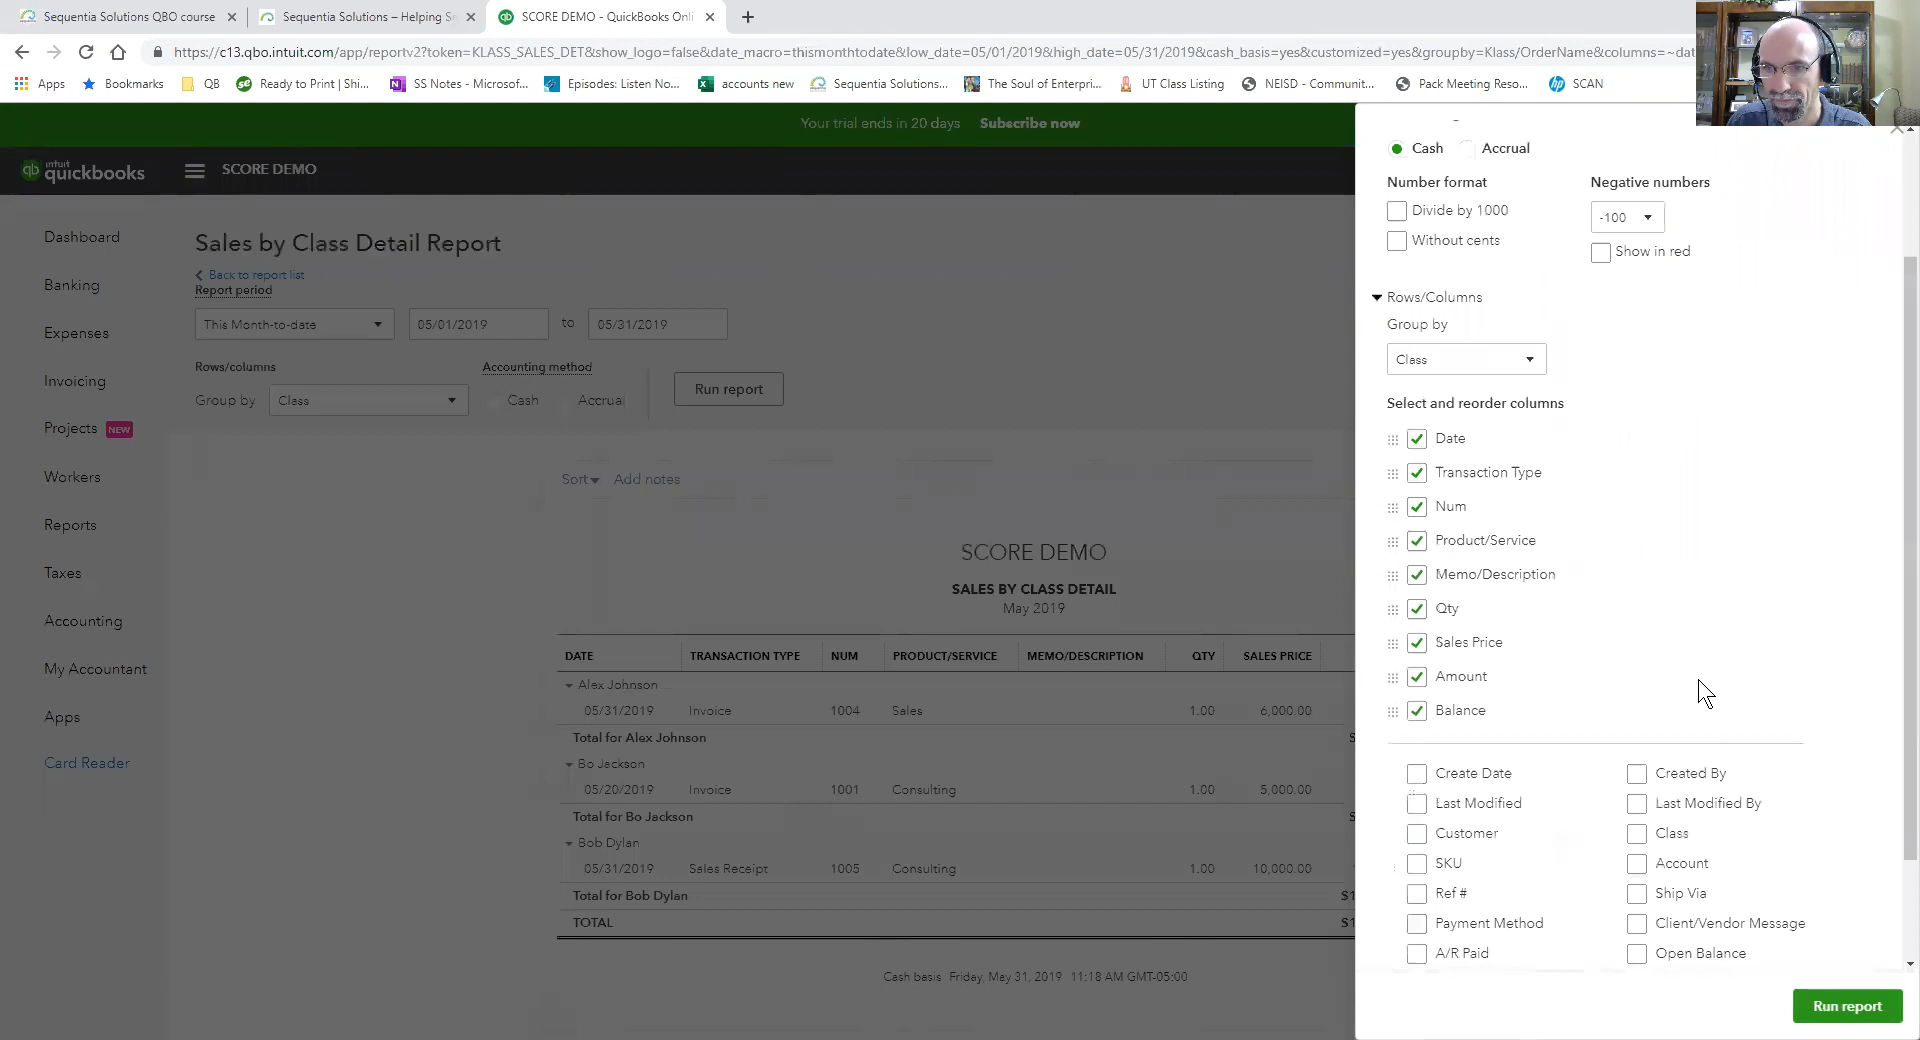 Sequentia Solutions QBO course
Sequentia Solutions – Helping Sm
SCORE DEMO - QuickBooks Onli
https://c13.qbo.intuit.com/app/reportv2?token=KLASS_SALES_DET&show_logo=false&date_macro=thismonthtodate&low_date=05/01/2019&high_date=05/31/2019&cash_basis=yes&customized=yes&groupby=Klass/OrderName&columns=~dat
Apps Bookmarks QB Ready to Print | Shi... SS Notes - Microsof... Episodes: Listen No... accounts new Sequentia Solutions... The Soul of Enterpri... UT Class Listing NEISD - Communit... Pack Meeting Reso... SCAN
Your trial ends in 20 days Subscribe now
intuit
quickbooks
SCORE DEMO
Dashboard
Banking
Expenses
Invoicing
Projects NEW
Workers
Reports
Taxes
Accounting
My Accountant
Apps
Card Reader
Sales by Class Detail Report
Back to report list
Report period
This Month-to-date 05/01/2019 to 05/31/2019
Rows/columns Accounting method
Group by Class Cash Accrual Run report
Sort Add notes
SCORE DEMO
SALES BY CLASS DETAIL
May 2019
DATE TRANSACTION TYPE NUM PRODUCT/SERVICE MEMO/DESCRIPTION QTY SALES PRICE
Alex Johnson
05/31/2019 Invoice 1004 Sales 1.00 6,000.00
Total for Alex Johnson
Bo Jackson
05/20/2019 Invoice 1001 Consulting 1.00 5,000.00
Total for Bo Jackson
Bob Dylan
05/31/2019 Sales Receipt 1005 Consulting 1.00 10,000.00
Total for Bob Dylan $1
TOTAL $1
Cash basis Friday, May 31, 2019 11:18 AM GMT-05:00
Cash Accrual
Number format Negative numbers
Divide by 1000 -100
Without cents Show in red
Rows/Columns
Group by
Class
Select and reorder columns
Date
Transaction Type
Num
Product/Service
Memo/Description
Qty
Sales Price
Amount
Balance
Create Date Created By
Last Modified Last Modified By
Customer Class
SKU Account
Ref # Ship Via
Payment Method Client/Vendor Message
A/R Paid Open Balance
Run report